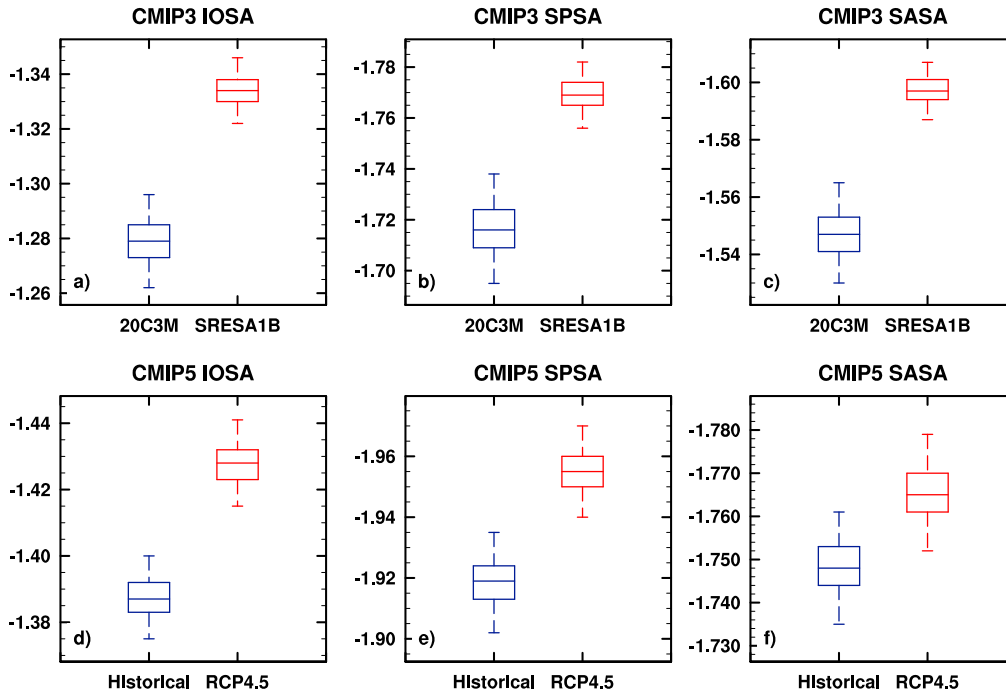 CMIP3 IOSA
-1.34
-1.32
-1.30
-1.28
-1.26
a)
20C3M SRESA1B
CMIP3 SPSA
-1.78
-1.76
-1.74
-1.72
-1.70
b)
20C3M SRESA1B
CMIP3 SASA
-1.60
-1.58
-1.56
-1.54
c)
20C3M SRESA1B
CMIP5 IOSA
-1.44
-1.42
-1.40
-1.38
d)
Historical RCP4.5
CMIP5 SPSA
-1.96
-1.94
-1.92
-1.90
e)
Historical RCP4.5
CMIP5 SASA
-1.780
-1.770
-1.760
-1.750
-1.740
-1.730
f)
Historical RCP4.5